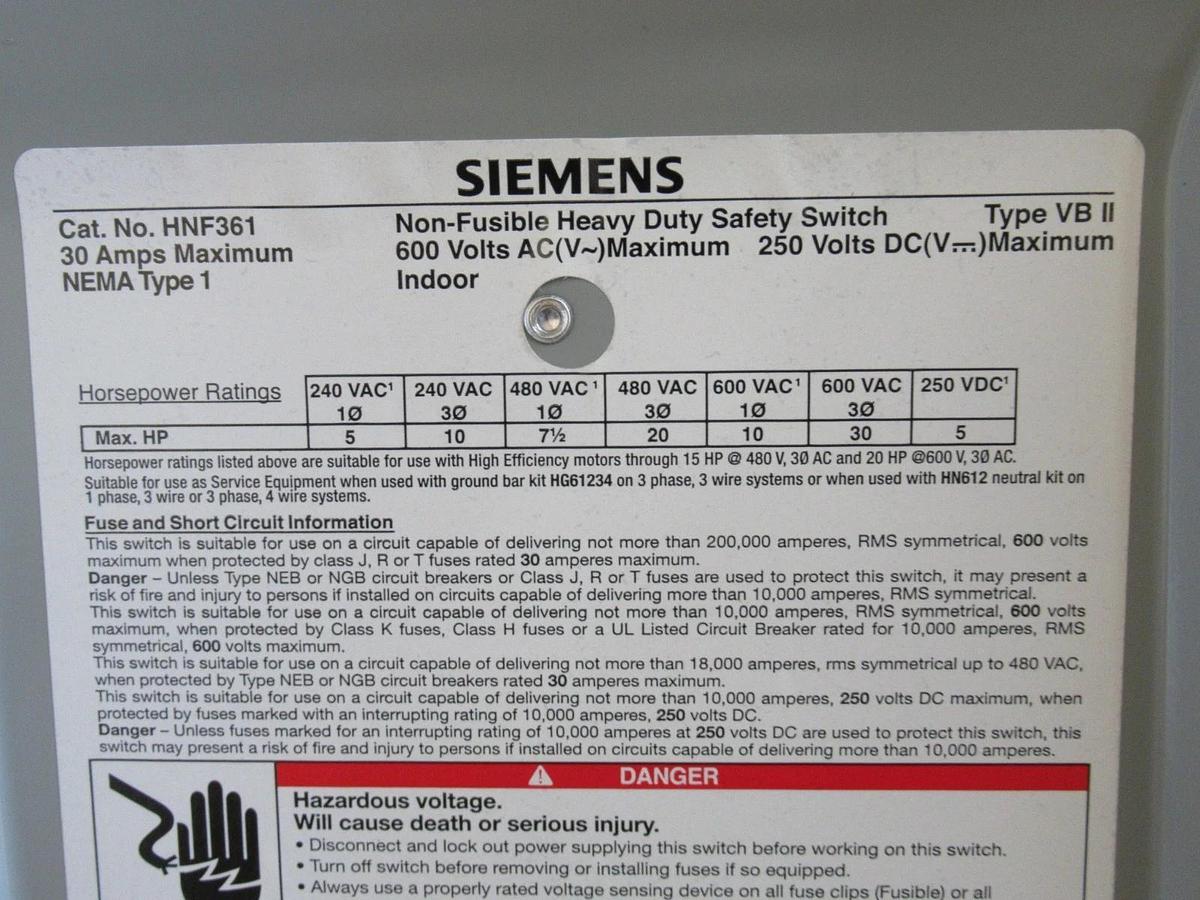 SIEMENS
Cat. No. HNF361 Non-Fusible Heavy Duty Safety Switch Type VB II
30 Amps Maximum 600 Volts AC(V~)Maximum 250 Volts DC(V⎓)Maximum
NEMA Type 1 Indoor
Horsepower Ratings 240 VAC¹ 240 VAC 480 VAC¹ 480 VAC 600 VAC¹ 600 VAC 250 VDC¹
1Ø 3Ø 1Ø 3Ø 1Ø 3Ø
Max. HP 5 10 7½ 20 10 30 5
Horsepower ratings listed above are suitable for use with High Efficiency motors through 15 HP @ 480 V, 3Ø AC and 20 HP @600 V, 3Ø AC.
Suitable for use as Service Equipment when used with ground bar kit HG61234 on 3 phase, 3 wire systems or when used with HN612 neutral kit on
1 phase, 3 wire or 3 phase, 4 wire systems.
Fuse and Short Circuit Information
This switch is suitable for use on a circuit capable of delivering not more than 200,000 amperes, RMS symmetrical, 600 volts
maximum when protected by class J, R or T fuses rated 30 amperes maximum.
Danger – Unless Type NEB or NGB circuit breakers or Class J, R or T fuses are used to protect this switch, it may present a
risk of fire and injury to persons if installed on circuits capable of delivering more than 10,000 amperes, RMS symmetrical.
This switch is suitable for use on a circuit capable of delivering not more than 10,000 amperes, RMS symmetrical, 600 volts
maximum, when protected by Class K fuses, Class H fuses or a UL Listed Circuit Breaker rated for 10,000 amperes, RMS
symmetrical, 600 volts maximum.
This switch is suitable for use on a circuit capable of delivering not more than 18,000 amperes, rms symmetrical up to 480 VAC,
when protected by Type NEB or NGB circuit breakers rated 30 amperes maximum.
This switch is suitable for use on a circuit capable of delivering not more than 10,000 amperes, 250 volts DC maximum, when
protected by fuses marked with an interrupting rating of 10,000 amperes, 250 volts DC.
Danger – Unless fuses marked for an interrupting rating of 10,000 amperes at 250 volts DC are used to protect this switch, this
switch may present a risk of fire and injury to persons if installed on circuits capable of delivering more than 10,000 amperes.
DANGER
Hazardous voltage.
Will cause death or serious injury.
• Disconnect and lock out power supplying this switch before working on this switch.
• Turn off switch before removing or installing fuses if so equipped.
• Always use a properly rated voltage sensing device on all fuse clips (Fusible) or all